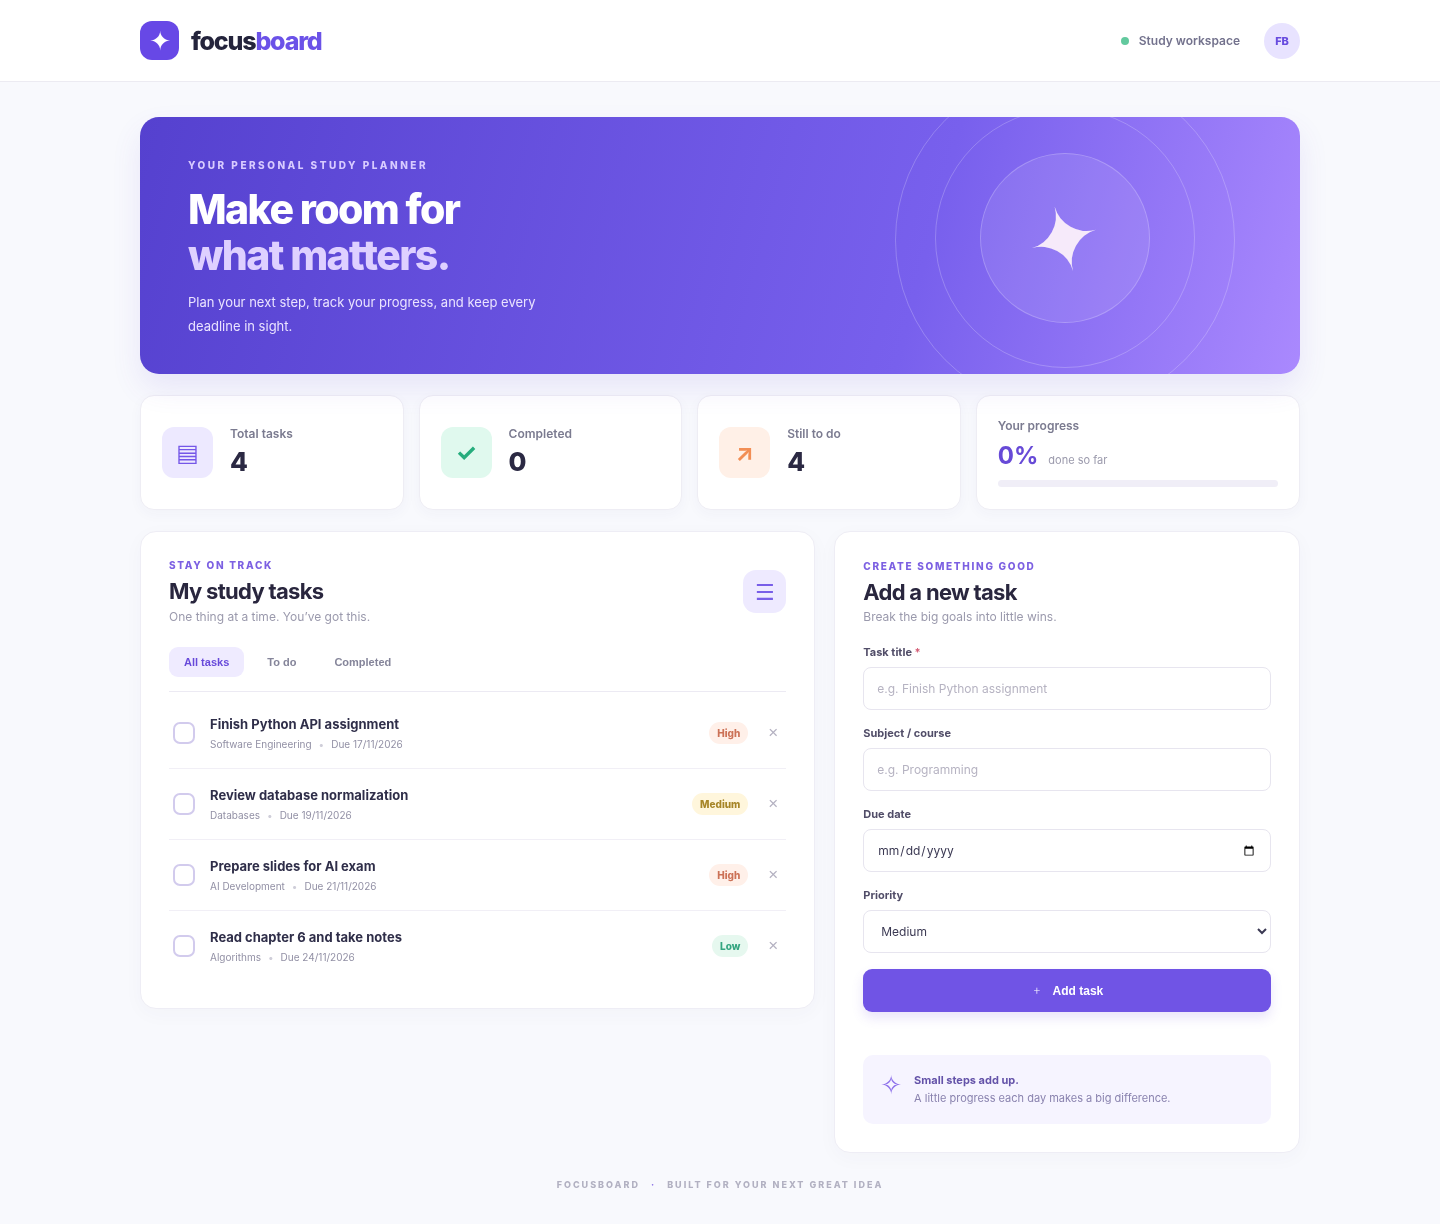 focusboard
Study workspace
FB
YOUR PERSONAL STUDY PLANNER
Make room for
what matters.
Plan your next step, track your progress, and keep every
deadline in sight.
Total tasks
4
Completed
0
Still to do
4
Your progress
0% done so far
STAY ON TRACK
My study tasks
One thing at a time. You’ve got this.
All tasks To do Completed
Finish Python API assignment
Software Engineering • Due 17/11/2026
High ×
Review database normalization
Databases • Due 19/11/2026
Medium ×
Prepare slides for AI exam
AI Development • Due 21/11/2026
High ×
Read chapter 6 and take notes
Algorithms • Due 24/11/2026
Low ×
CREATE SOMETHING GOOD
Add a new task
Break the big goals into little wins.
Task title *
e.g. Finish Python assignment
Subject / course
e.g. Programming
Due date
mm/dd/yyyy
Priority
Medium
+ Add task
Small steps add up.
A little progress each day makes a big difference.
FOCUSBOARD · BUILT FOR YOUR NEXT GREAT IDEA